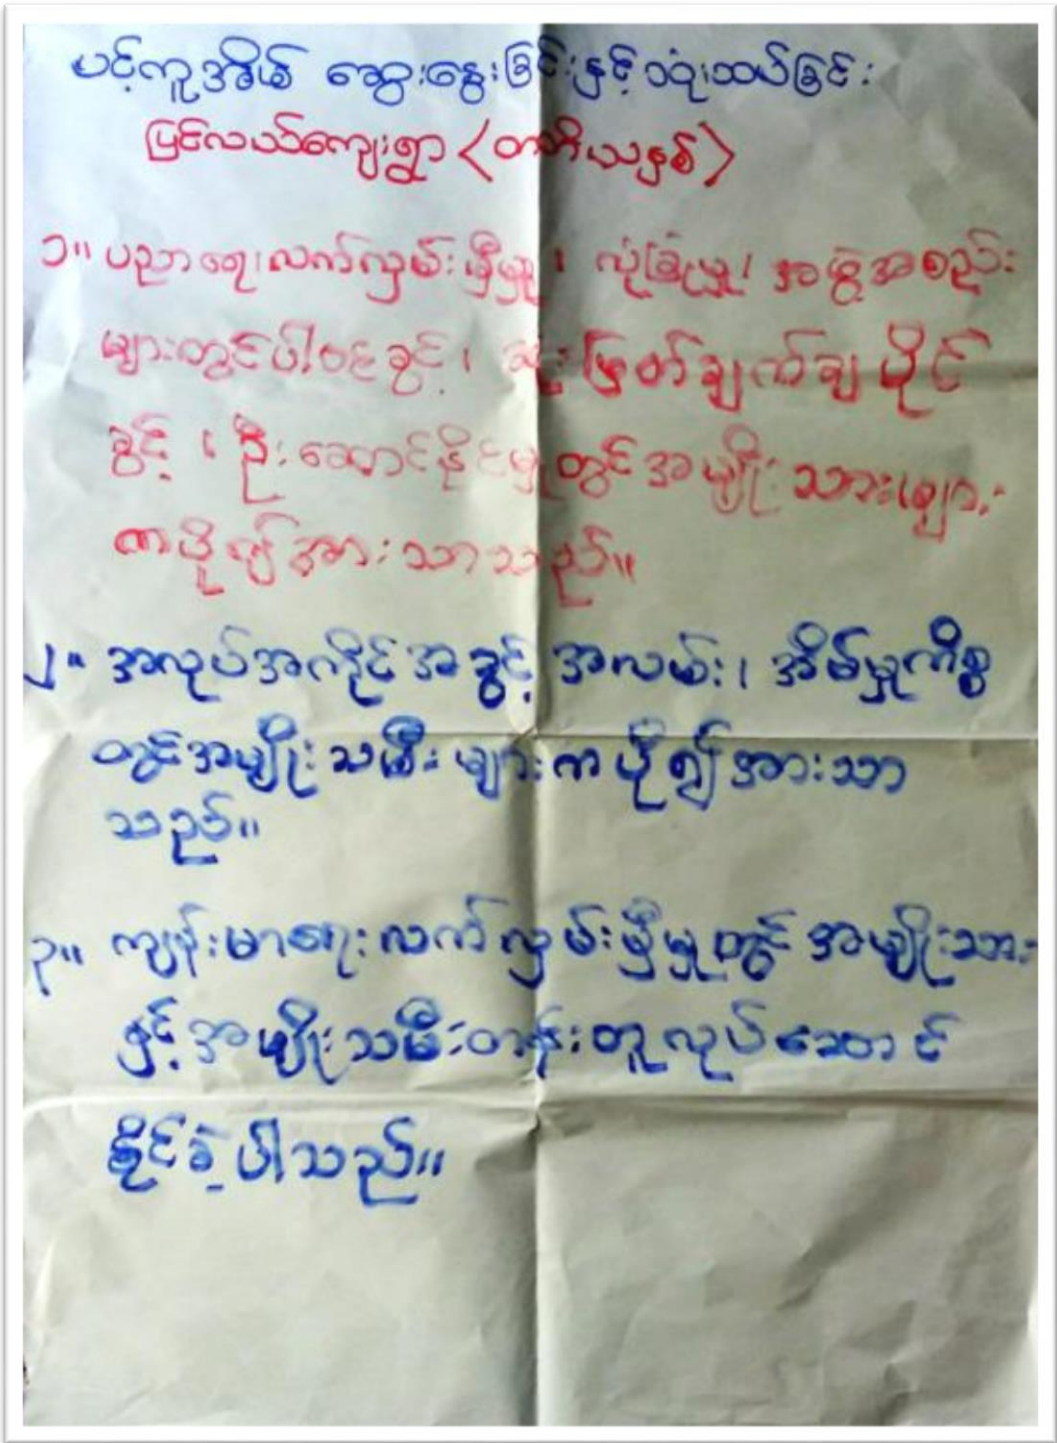 ပင့်ကူအိမ် ဆွေးနွေးခြင်းနှင့်သုံးသပ်ခြင်း
ပြင်လယ်ကျေးရွာ (တတိယနှစ်)
၁။ ပညာရေးလက်လှမ်းမှီမှု၊ လုံခြုံမှု၊ အဖွဲ့အစည်း
များတွင်ပါဝင်ခွင့်၊ ဆုံးဖြတ်ချက်ချပိုင်
ခွင့်၊ ဦးဆောင်နိုင်မှုတွင်အမျိုးသားများ
ကပို၍အားသာသည်။
၂။ အလုပ်အကိုင်အခွင့်အလမ်း၊ အိမ်မှုကိစ္စ
တွင်အမျိုးသမီးများကပို၍အားသာ
သည်။
၃။ ကျန်းမာရေးလက်လှမ်းမှီမှုတွင်အမျိုးသား
နှင့်အမျိုးသမီးတန်းတူလုပ်ဆောင်
နိုင်ခဲ့ပါသည်။